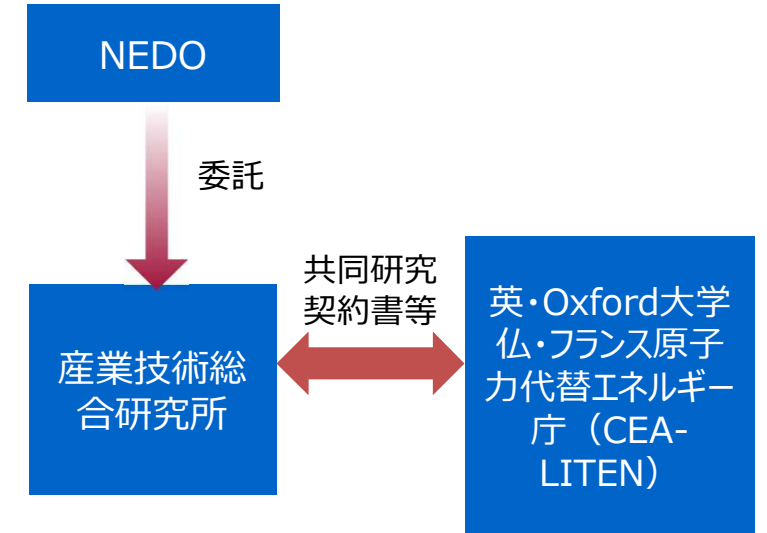 NEDO
委託
共同研究
契約書等
産業技術総
合研究所
英・Oxford大学
仏・フランス原子
力代替エネルギー
庁（CEA-
LITEN）